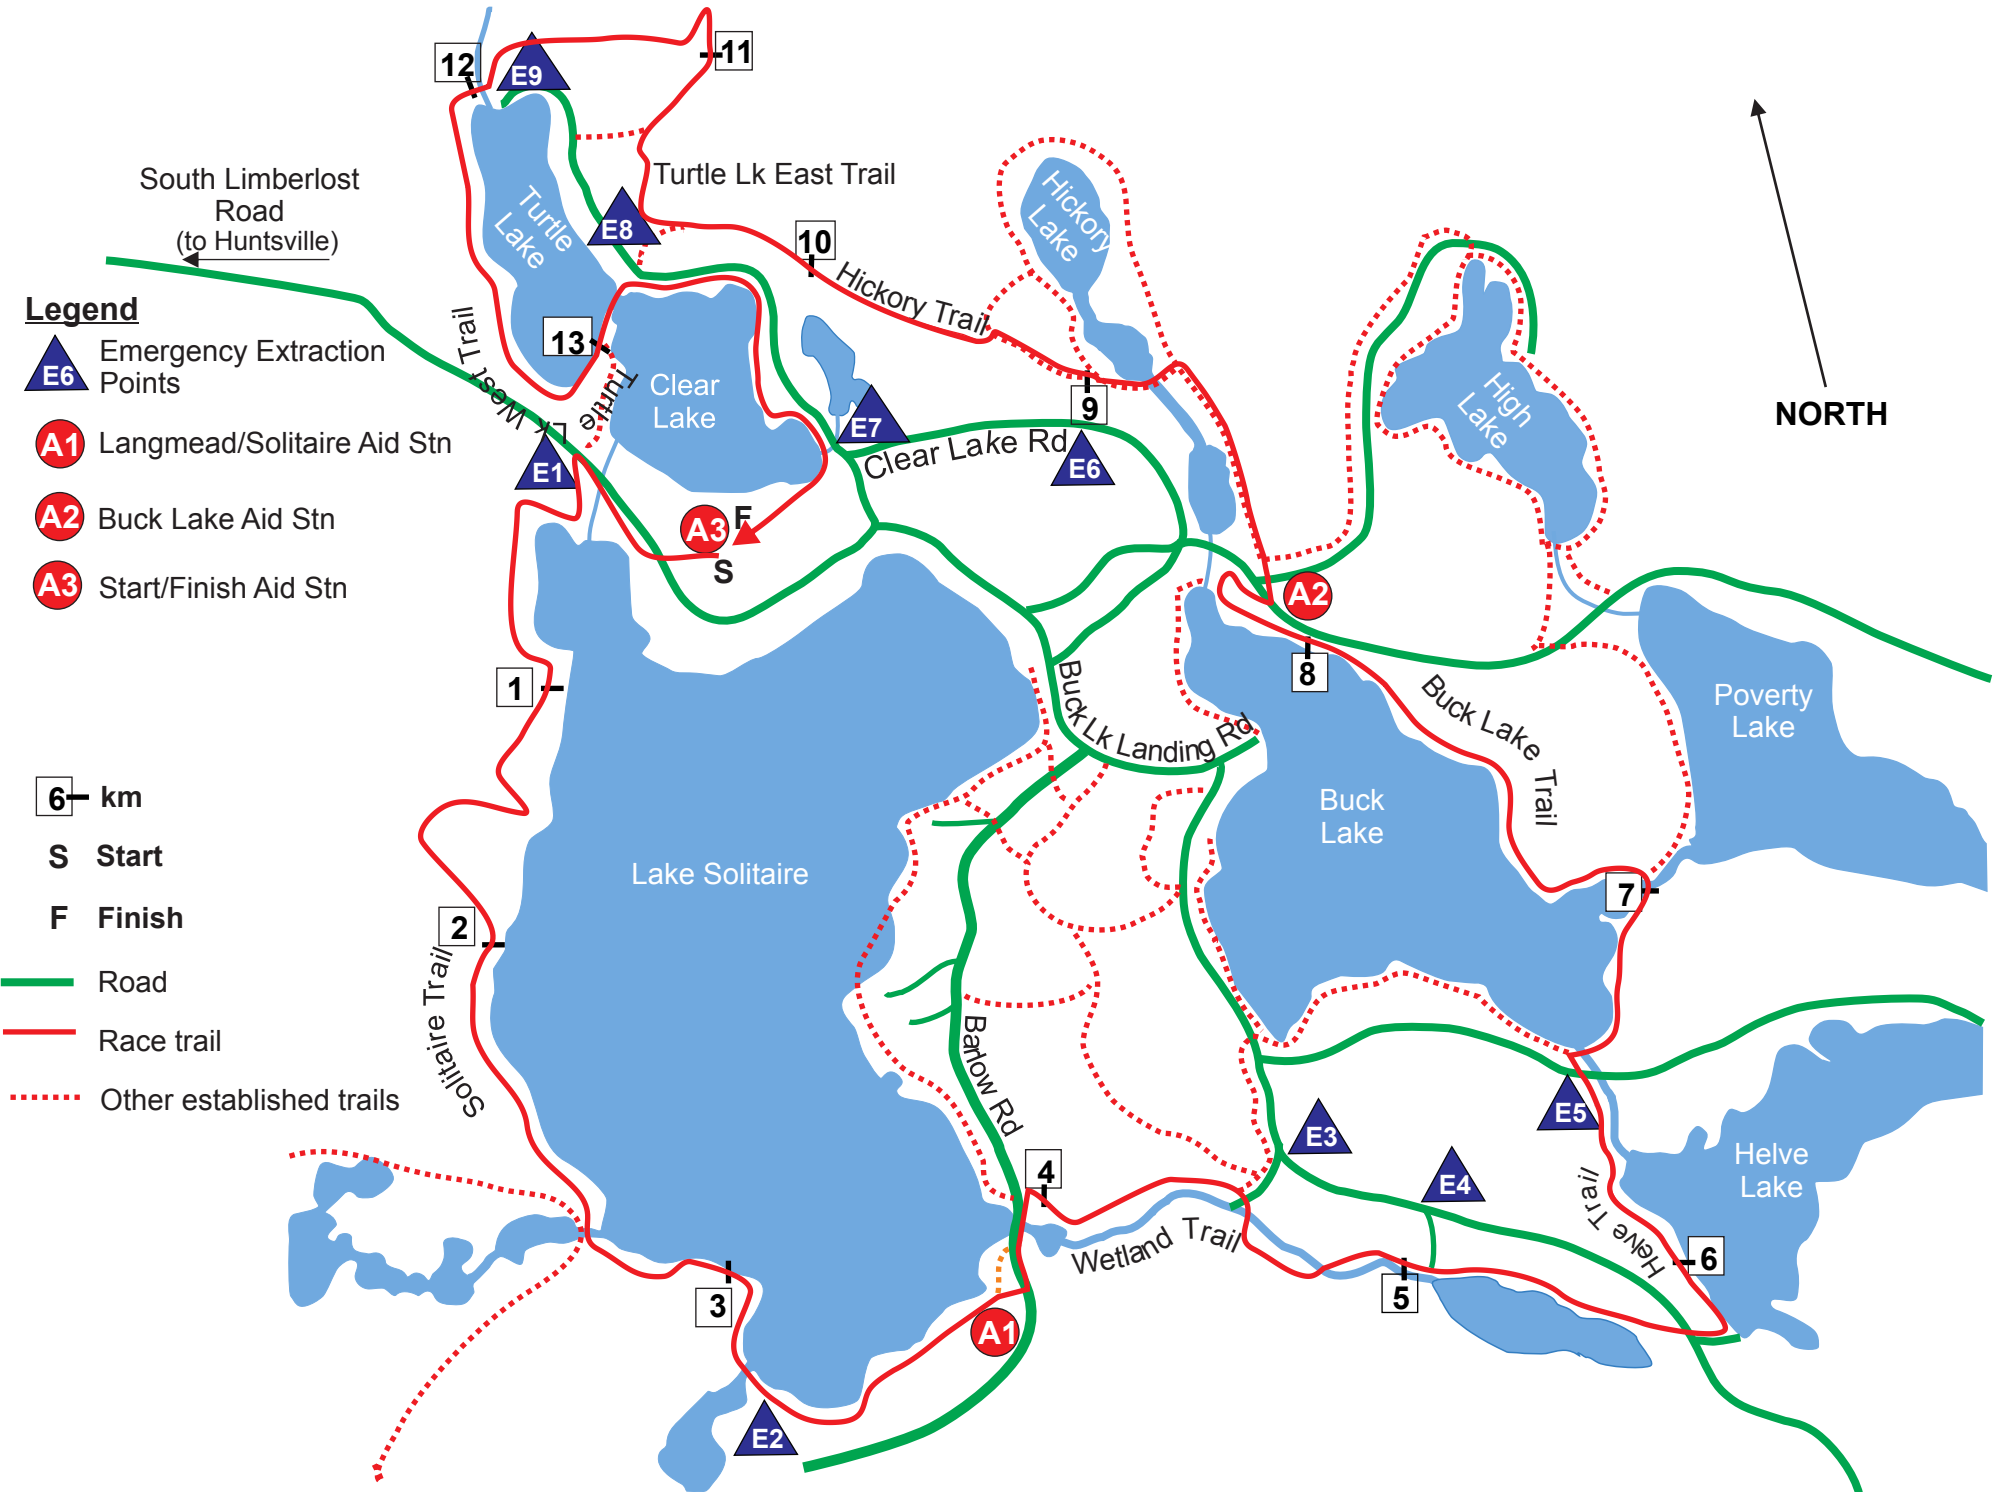 12
E9
11
South Limberlost
Road
(to Huntsville)
Turtle Lk East Trail
Turtle
Lake
E8
10
Hickory
Lake
Hickory Trail
Legend
E6
Emergency Extraction
Points
A1
Langmead/Solitaire Aid Stn
A2
Buck Lake Aid Stn
A3
Start/Finish Aid Stn
13
Turtle Lk West Trail
Clear
Lake
E7
9
Clear Lake Rd
E6
High
Lake
NORTH
E1
A3
F
S
A2
1
8
Buck Lk Landing Rd
Buck Lake Trail
Poverty
Lake
6
km
S
Start
F
Finish
Road
Race trail
Other established trails
Buck
Lake
Lake Solitaire
2
7
Solitaire Trail
Barlow Rd
E3
E5
E4
4
Helve
Lake
Helve Trail
Wetland Trail
6
5
3
A1
E2